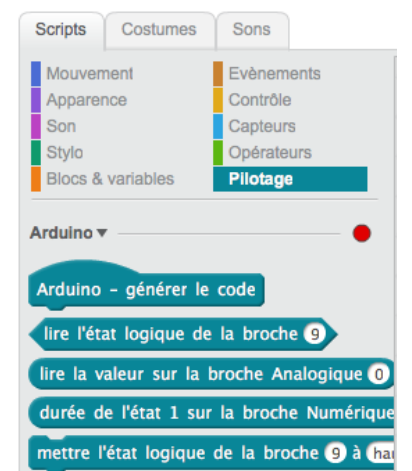 Scripts Costumes Sons
Mouvement Evènements
Apparence Contrôle
Son Capteurs
Stylo Opérateurs
Blocs & variables Pilotage
Arduino
Arduino - générer le code
lire l'état logique de la broche 9
lire la valeur sur la broche Analogique 0
durée de l'état 1 sur la broche Numérique
mettre l'état logique de la broche 9 à